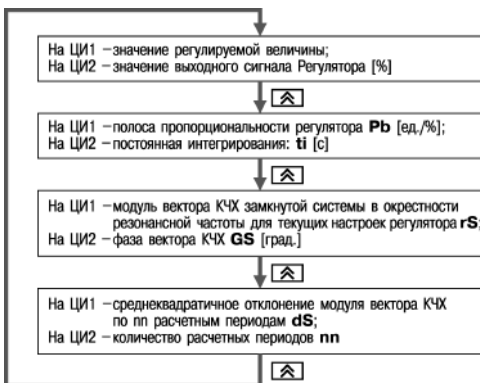 На ЦИ1 – значение регулируемой величины;
На ЦИ2 – значение выходного сигнала Регулятора [%]
На ЦИ1 – полоса пропорциональности регулятора Pb [ед./%];
На ЦИ2 – постоянная интегрирования: ti [с]
На ЦИ1 – модуль вектора КЧХ замкнутой системы в окрестности
резонансной частоты для текущих настроек регулятора rS;
На ЦИ2 – фаза вектора КЧХ GS [град.]
На ЦИ1 – среднеквадратичное отклонение модуля вектора КЧХ
по nn расчетным периодам dS;
На ЦИ2 – количество расчетных периодов nn